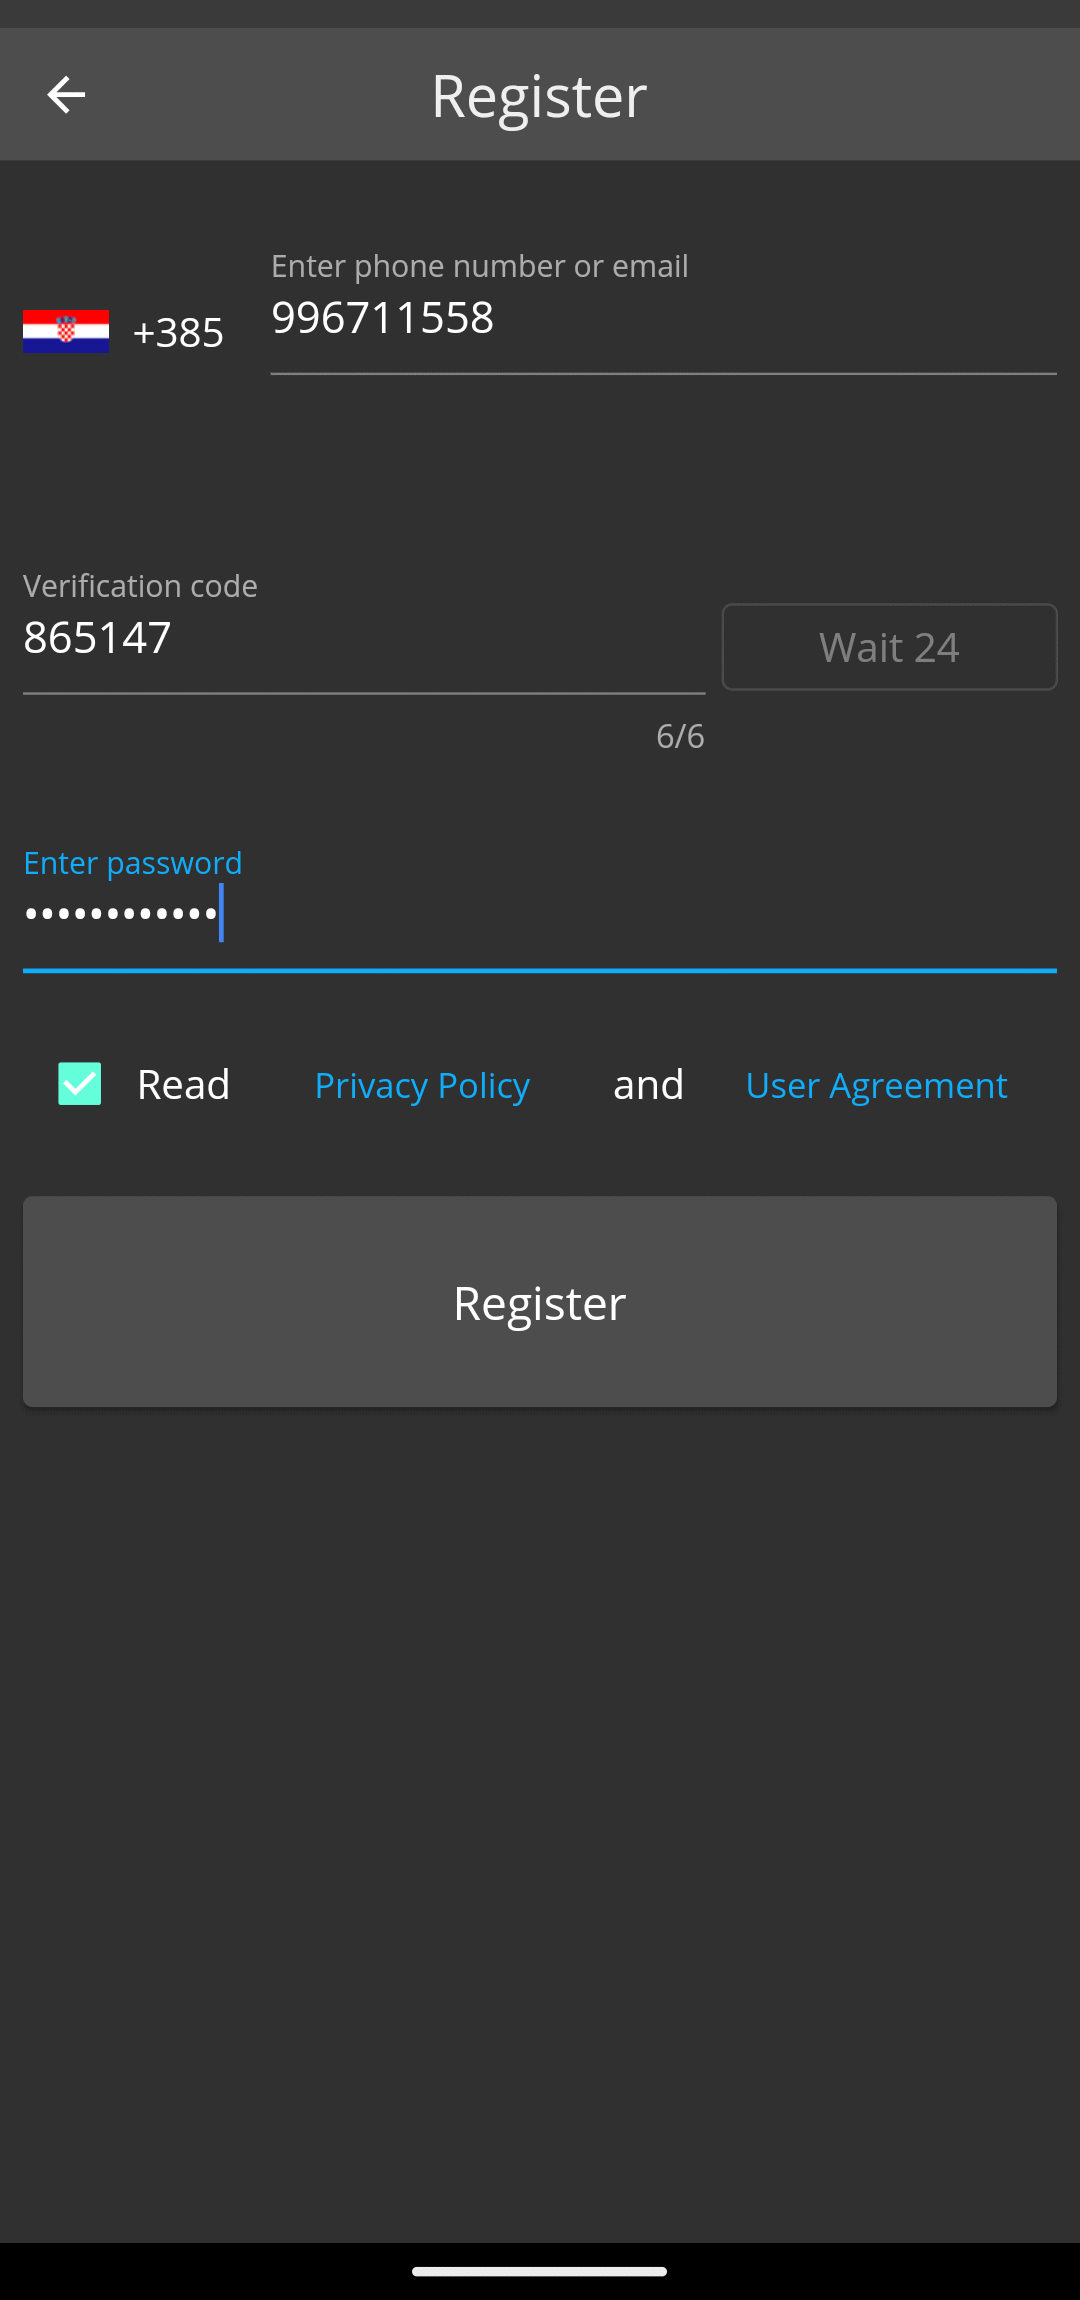 Register
Enter phone number or email
+385 996711558
Verification code
865147
Wait 24
6/6
Enter password
••••••••••••
Read Privacy Policy and User Agreement
Register